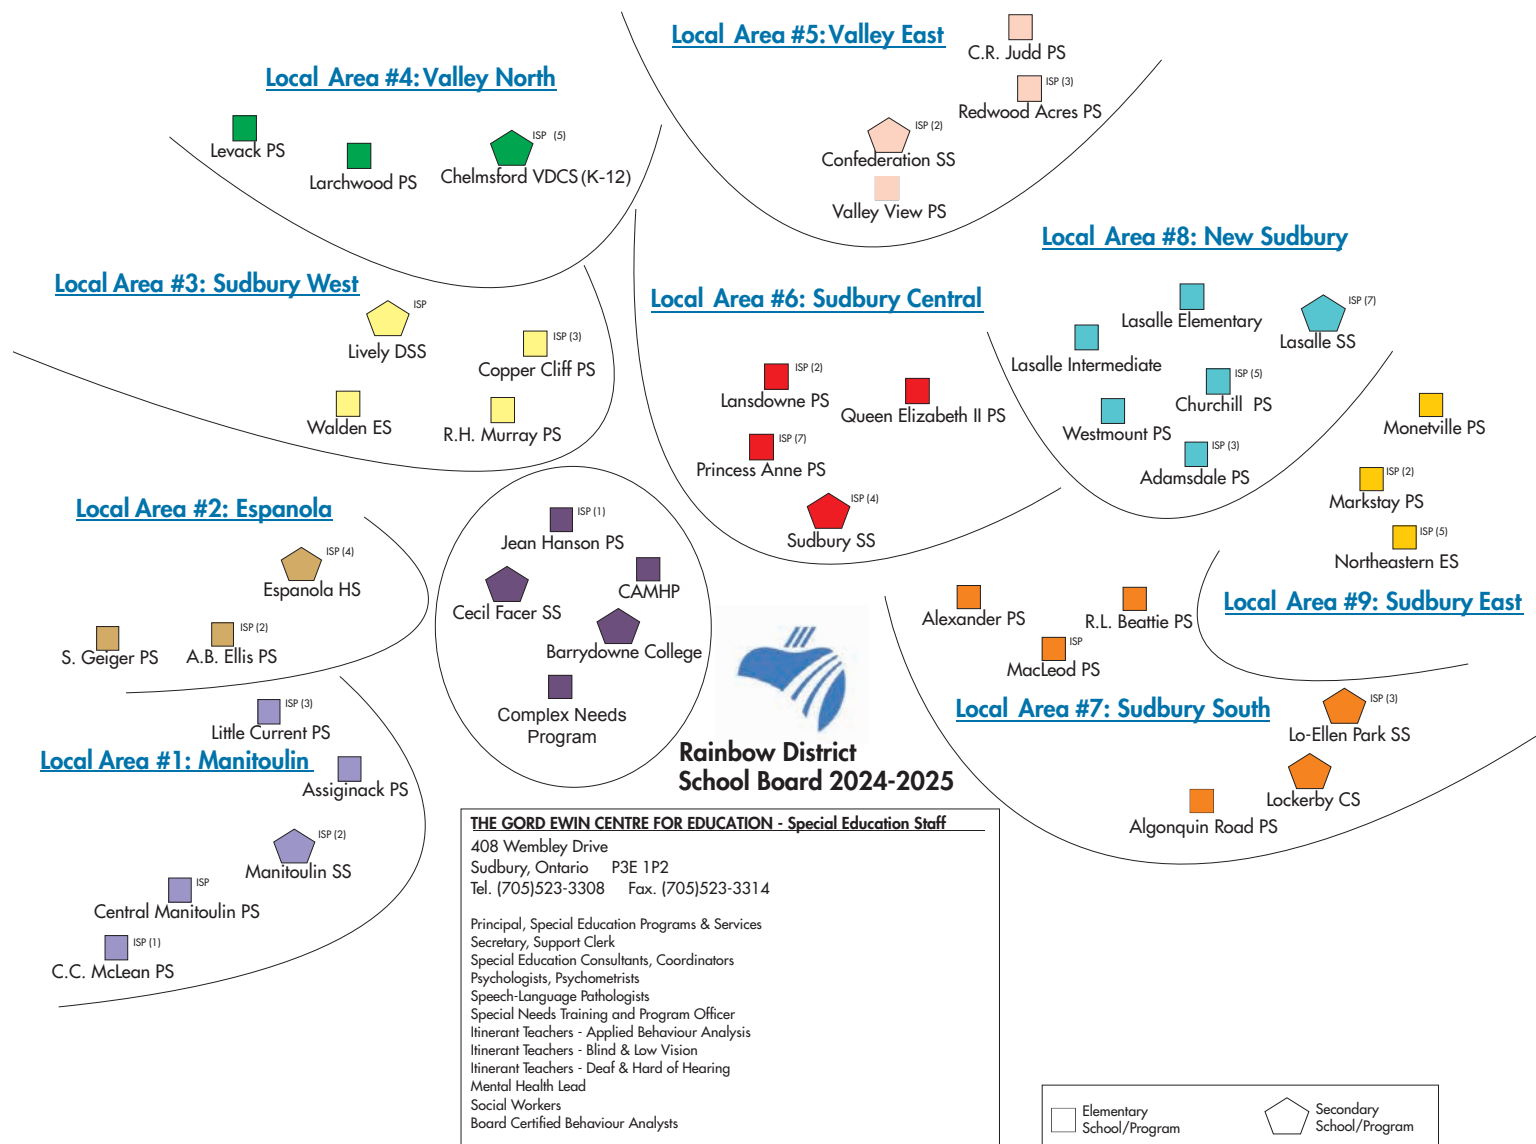 Local Area #5: Valley East
C.R. Judd PS
ISP (3)
Redwood Acres PS
ISP (2)
Confederation SS
Valley View PS
Local Area #4: Valley North
Levack PS
Larchwood PS
ISP (5)
Chelmsford VDCS (K-12)
Local Area #8: New Sudbury
Lasalle Elementary
ISP (7)
Lasalle SS
Lasalle Intermediate
ISP (5)
Churchill PS
Westmount PS
ISP (3)
Adamsdale PS
Local Area #3: Sudbury West
ISP
Lively DSS
ISP (3)
Copper Cliff PS
Walden ES
R.H. Murray PS
Local Area #6: Sudbury Central
ISP (2)
Lansdowne PS
Queen Elizabeth II PS
ISP (7)
Princess Anne PS
ISP (4)
Sudbury SS
Monetville PS
ISP (2)
Markstay PS
ISP (5)
Northeastern ES
Local Area #9: Sudbury East
Local Area #2: Espanola
ISP (4)
Espanola HS
S. Geiger PS
ISP (2)
A.B. Ellis PS
ISP (1)
Jean Hanson PS
CAMHP
Cecil Facer SS
Barrydowne College
Complex Needs
Program
Alexander PS
R.L. Beattie PS
ISP
MacLeod PS
Local Area #7: Sudbury South
ISP (3)
Lo-Ellen Park SS
Lockerby CS
Algonquin Road PS
ISP (3)
Little Current PS
Local Area #1: Manitoulin
Assiginack PS
ISP (2)
Manitoulin SS
ISP
Central Manitoulin PS
ISP (1)
C.C. McLean PS
Rainbow District
School Board 2024-2025
THE GORD EWIN CENTRE FOR EDUCATION - Special Education Staff
408 Wembley Drive
Sudbury, Ontario P3E 1P2
Tel. (705)523-3308 Fax. (705)523-3314
Principal, Special Education Programs & Services
Secretary, Support Clerk
Special Education Consultants, Coordinators
Psychologists, Psychometrists
Speech-Language Pathologists
Special Needs Training and Program Officer
Itinerant Teachers - Applied Behaviour Analysis
Itinerant Teachers - Blind & Low Vision
Itinerant Teachers - Deaf & Hard of Hearing
Mental Health Lead
Social Workers
Board Certified Behaviour Analysts
Elementary
School/Program
Secondary
School/Program